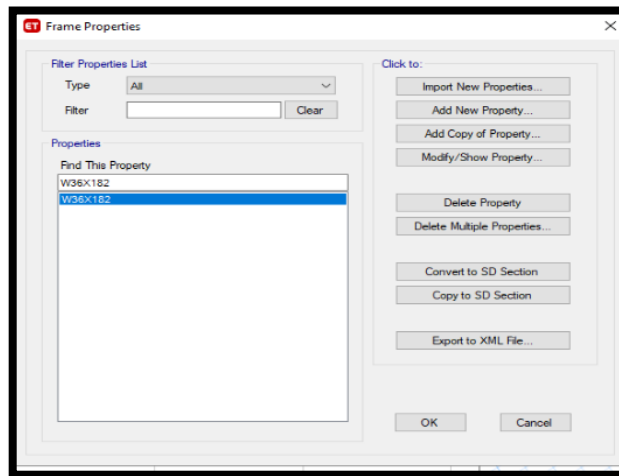 ET Frame Properties
Filter Properties List
Type All
Filter Clear
Properties
Find This Property
W36X182
W36X182
Click to:
Import New Properties...
Add New Property...
Add Copy of Property...
Modify/Show Property...
Delete Property
Delete Multiple Properties...
Convert to SD Section
Copy to SD Section
Export to XML File...
OK Cancel